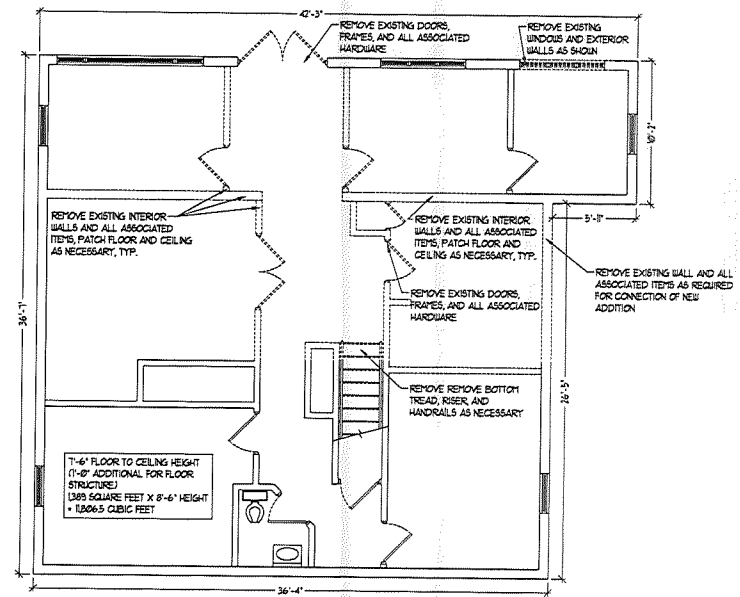 42'-3"
REMOVE EXISTING DOORS,
FRAMES, AND ALL ASSOCIATED
HARDWARE
REMOVE EXISTING
WINDOWS AND EXTERIOR
WALLS AS SHOWN
10'-2"
5'-11"
REMOVE EXISTING INTERIOR
WALLS AND ALL ASSOCIATED
ITEMS, PATCH FLOOR AND CEILING
AS NECESSARY, TYP.
REMOVE EXISTING INTERIOR
WALLS AND ALL ASSOCIATED
ITEMS, PATCH FLOOR AND
CEILING AS NECESSARY, TYP.
REMOVE EXISTING WALL AND ALL
ASSOCIATED ITEMS AS REQUIRED
FOR CONNECTION OF NEW
ADDITION
REMOVE EXISTING DOORS,
FRAMES, AND ALL ASSOCIATED
HARDWARE
36'-7"
26'-5"
REMOVE REMOVE BOTTOM
TREAD, RISER, AND
HANDRAILS AS NECESSARY
7'-6" FLOOR TO CEILING HEIGHT
(1'-0" ADDITIONAL FOR FLOOR
STRUCTURE)
1,389 SQUARE FEET X 8'-6" HEIGHT
= 11,806.5 CUBIC FEET
36'-4"